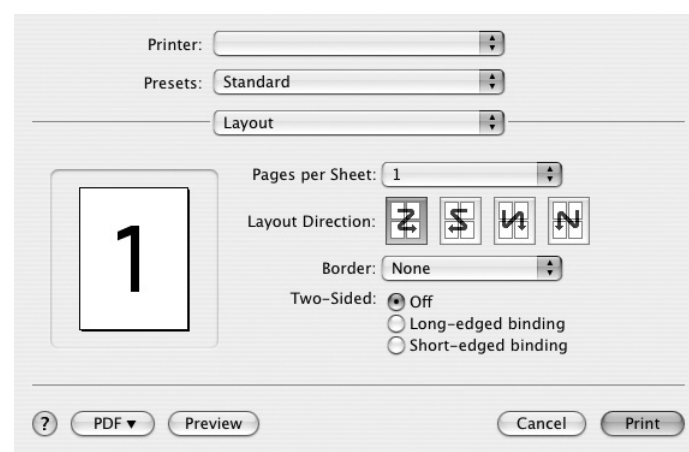 Printer:
Presets: Standard
Layout
Pages per Sheet: 1
1
Layout Direction:
Border: None
Two-Sided: Off
Long-edged binding
Short-edged binding
? PDF▼ Preview Cancel Print